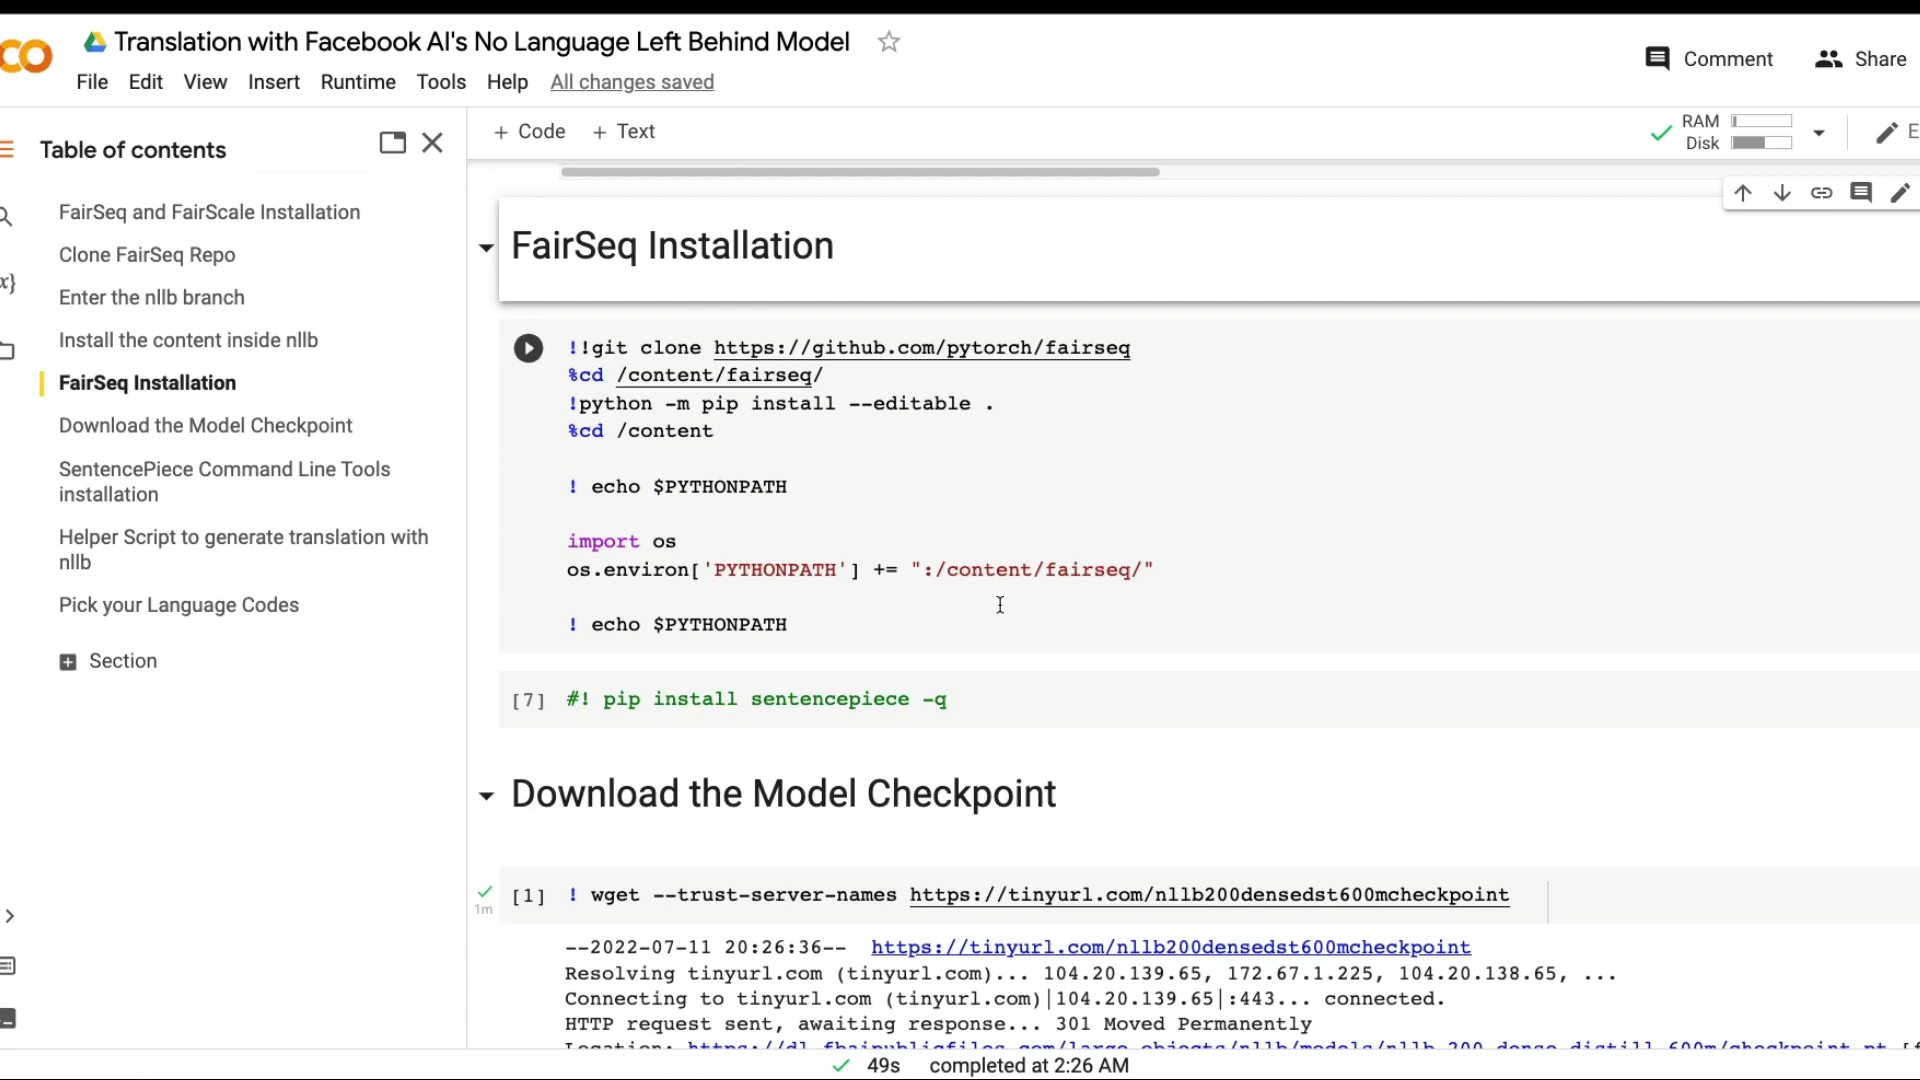 Translation with Facebook AI's No Language Left Behind Model
Comment
Share
File Edit View Insert Runtime Tools Help All changes saved
Table of contents
+ Code + Text
RAM
Disk
FairSeq and FairScale Installation
Clone FairSeq Repo
Enter the nllb branch
Install the content inside nllb
FairSeq Installation
Download the Model Checkpoint
SentencePiece Command Line Tools
installation
Helper Script to generate translation with
nllb
Pick your Language Codes
Section
FairSeq Installation
!!git clone https://github.com/pytorch/fairseq
%cd /content/fairseq/
!python -m pip install --editable .
%cd /content
! echo $PYTHONPATH
import os
os.environ['PYTHONPATH'] += ":/content/fairseq/"
! echo $PYTHONPATH
[7] #! pip install sentencepiece -q
Download the Model Checkpoint
[1] ! wget --trust-server-names https://tinyurl.com/nllb200densedst600mcheckpoint
1m
--2022-07-11 20:26:36-- https://tinyurl.com/nllb200densedst600mcheckpoint
Resolving tinyurl.com (tinyurl.com)... 104.20.139.65, 172.67.1.225, 104.20.138.65, ...
Connecting to tinyurl.com (tinyurl.com)|104.20.139.65|:443... connected.
HTTP request sent, awaiting response... 301 Moved Permanently
49s completed at 2:26 AM